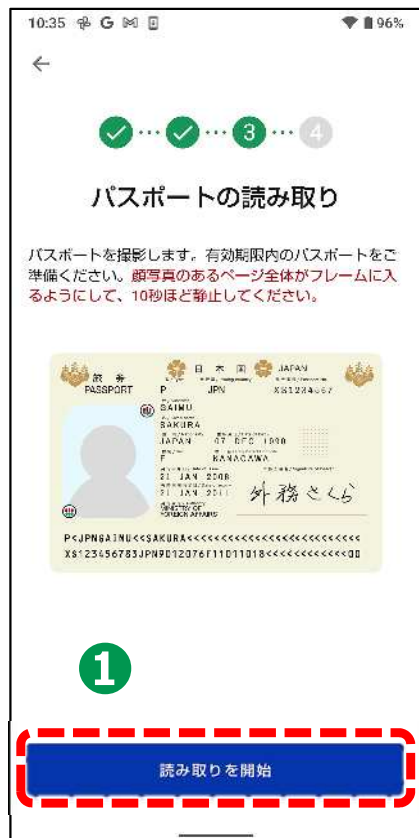 10:35 G 96%
3 4
パスポートの読み取り
パスポートを撮影します。有効期限内のパスポートをご
準備ください。顔写真のあるページ全体がフレームに入
るようにして、10秒ほど静止してください。
旅券 日本国 JAPAN
PASSPORT P JPN XS1234567
GAIMU
SAKURA
JAPAN 07 DEC 1990
F KANAGAWA
21 JAN 2006
21 JAN 2011
外務さくら
MINISTRY OF
FOREIGN AFFAIRS
P<JPNGAIMU<<SAKURA<<<<<<<<<<<<<<<<<<<<<<<<<<
XS123456783JPN9012076F11011018<<<<<<<<<<<<<<00
1
読み取りを開始